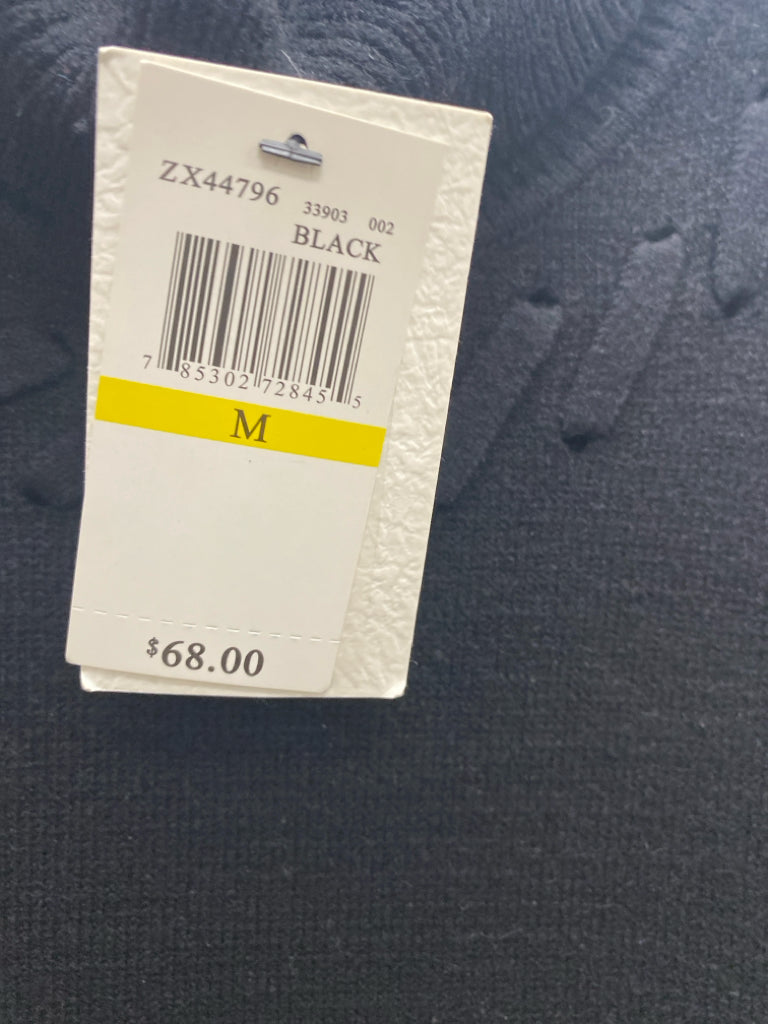 ZX44796 33903 002
BLACK
7 85302 72845 5
M
$68.00